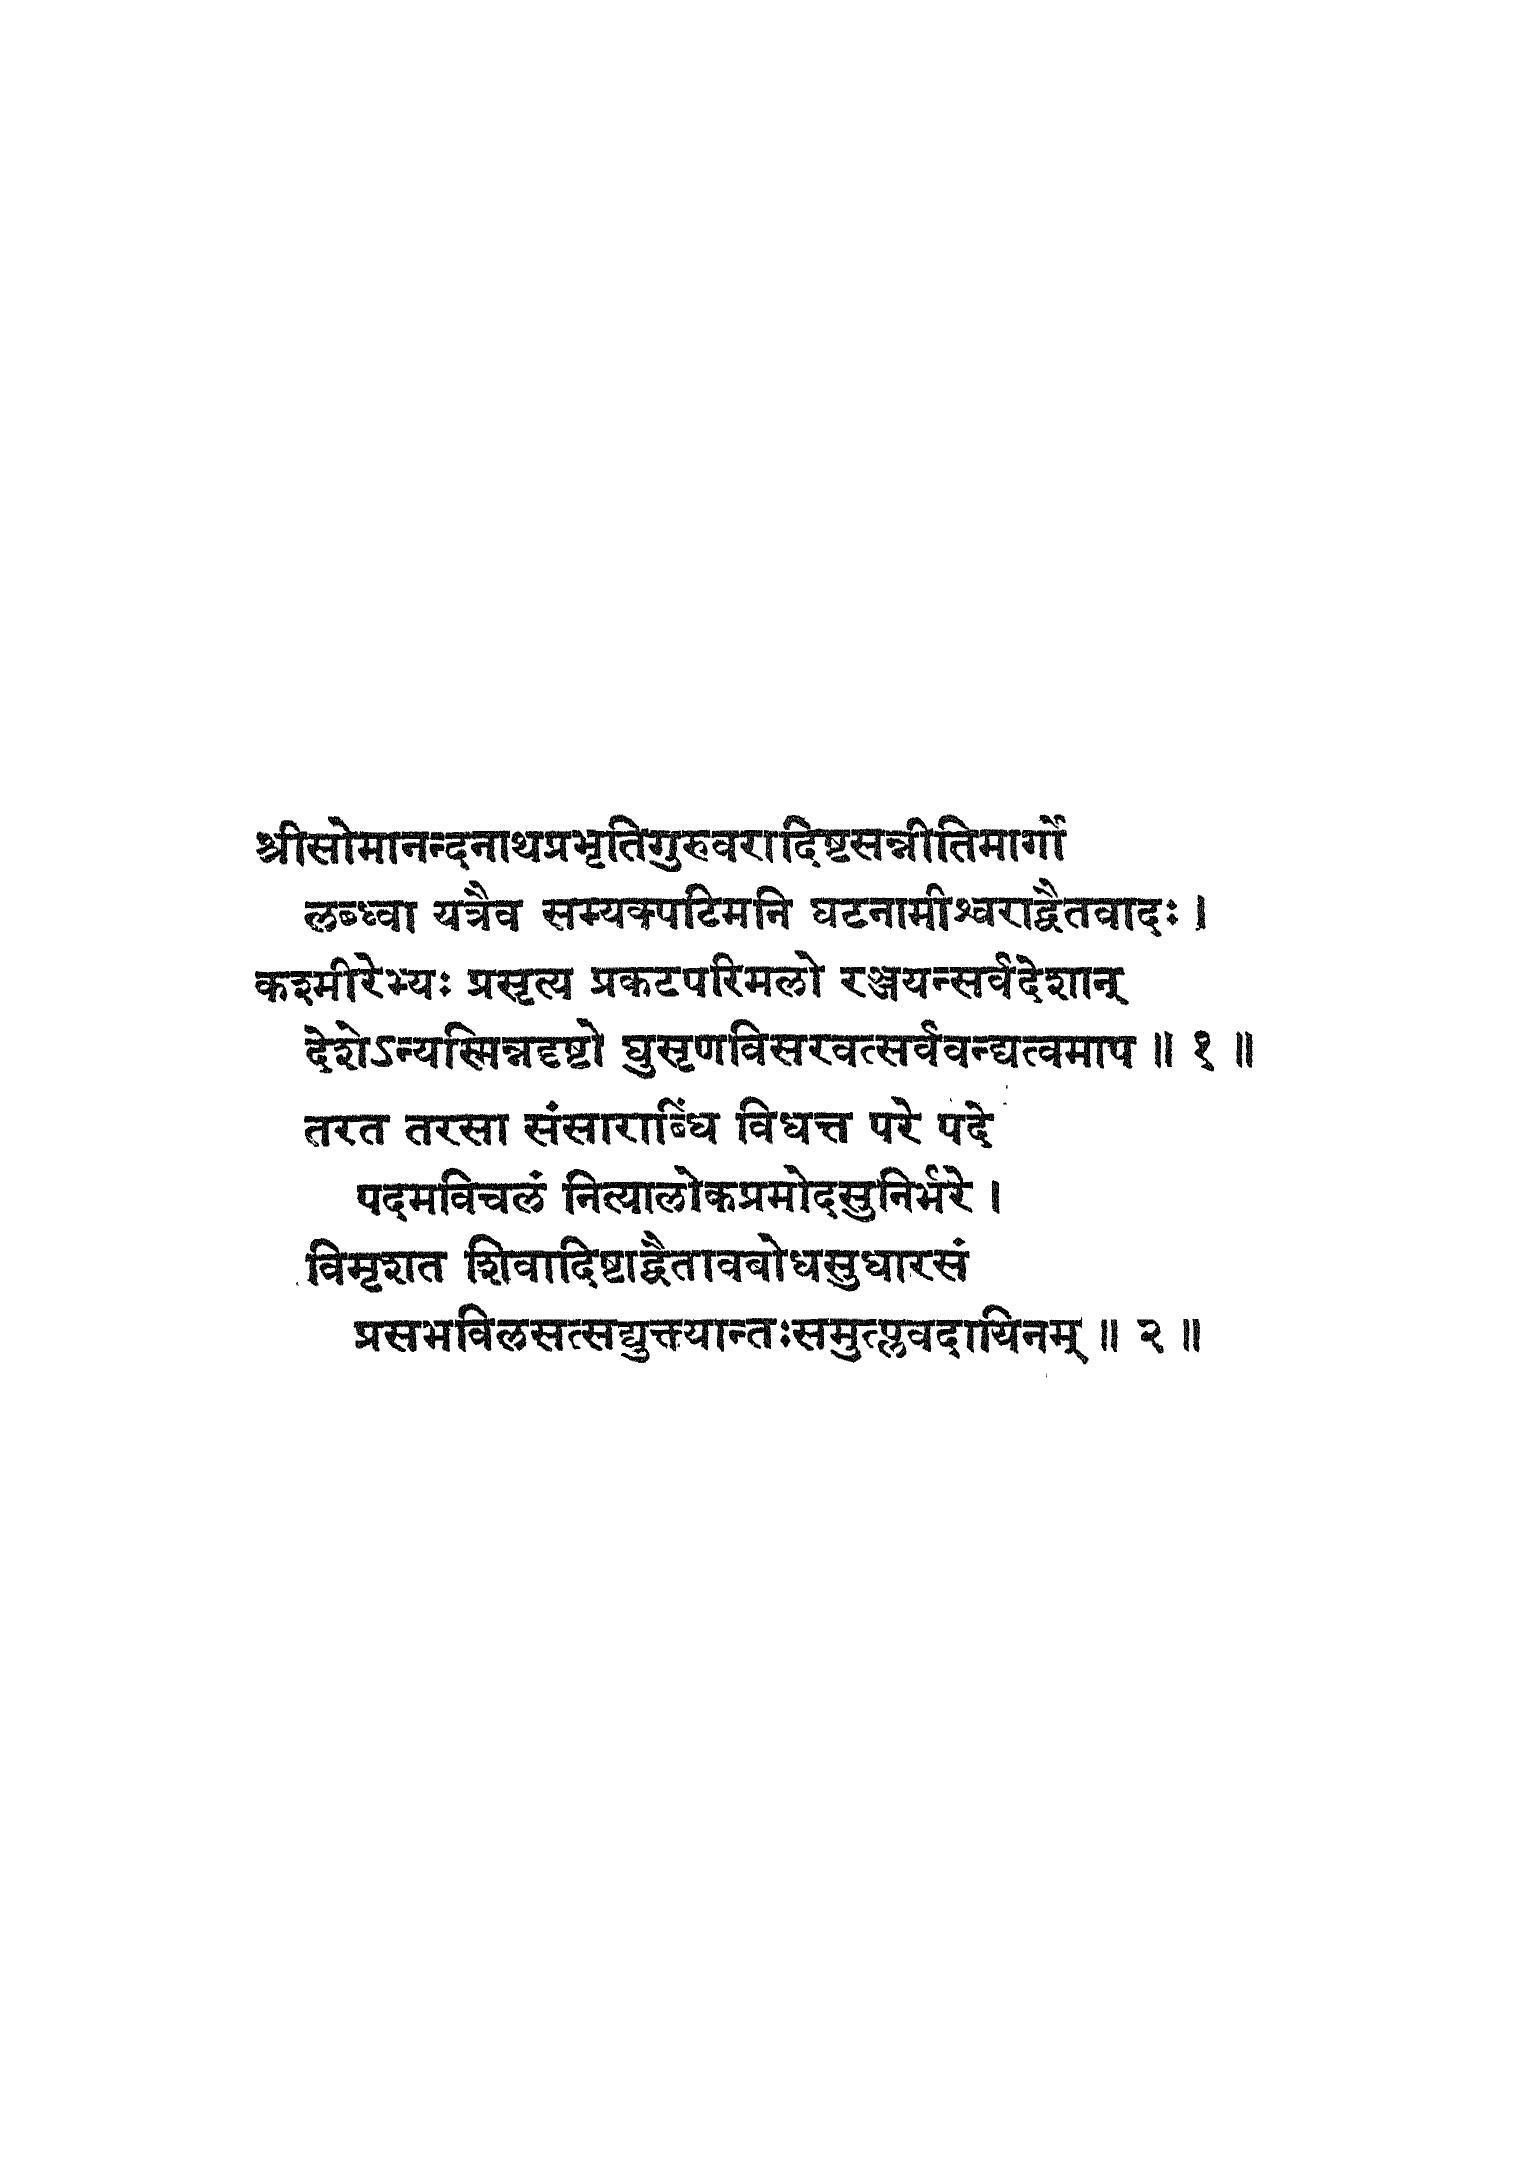 श्रीसोमानन्दनाथप्रभृतिगुरुवरादिष्टसन्नीतिमार्गो
लब्ध्वा यत्रैव सम्यक्पटिमनि घटनामीश्वराद्वैतवादः ।
कश्मीरेभ्यः प्रसृत्य प्रकटपरिमलो रञ्जयन्सर्वदेशान्
देशेऽन्यस्मिन्नदृष्टो घुसृणविसरवत्सर्ववन्द्यत्वमाप ॥ १ ॥
तरत तरसा संसाराब्धिं विधत्त परे पदे
पदमविचलं नित्यालोकप्रमोदसुनिर्भरे ।
विमृशत शिवादिष्टाद्वैतावबोधसुधारसं
प्रसभविलसत्सद्युक्त्यान्तःसमुत्प्लवदायिनम् ॥ २ ॥